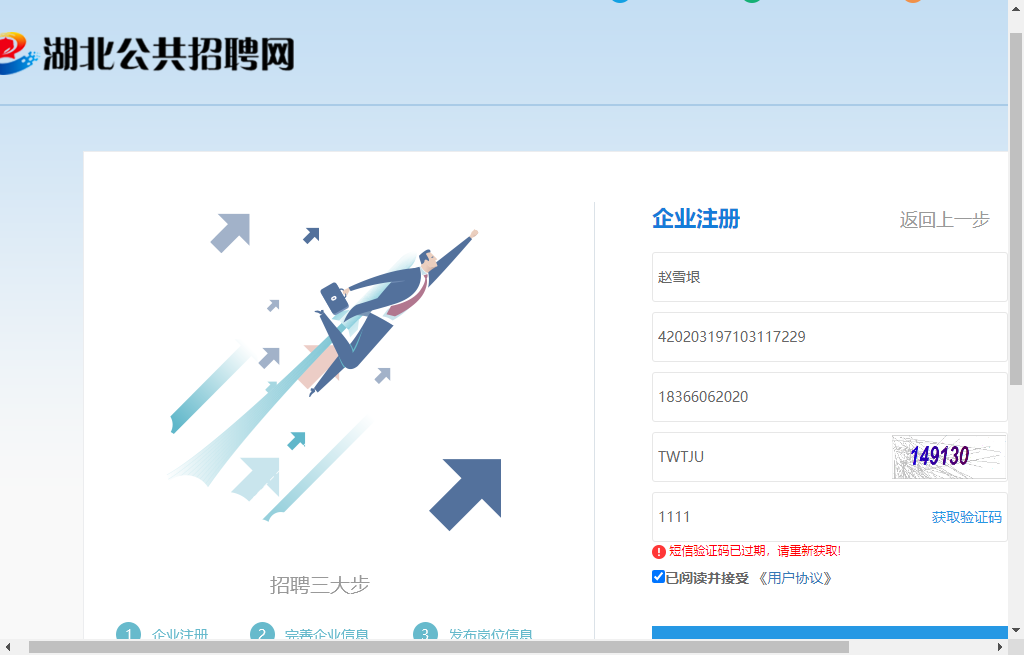 湖北公共招聘网
企业注册
返回上一步
赵雪垠
420203197103117229
18366062020
TWTJU
149130
1111
获取验证码
短信验证码已过期，请重新获取!
已阅读并接受 《用户协议》
招聘三大步
1 企业注册 2 完善企业信息 3 发布岗位信息